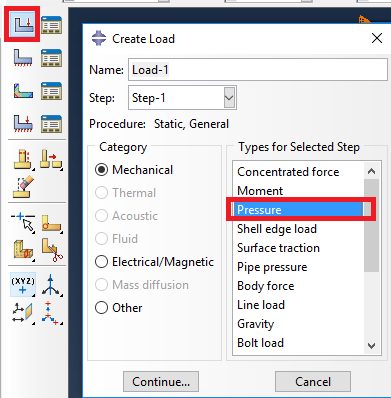 Create Load
Name: Load-1
Step: Step-1
Procedure: Static, General
Category
Mechanical
Thermal
Acoustic
Fluid
Electrical/Magnetic
Mass diffusion
Other
Types for Selected Step
Concentrated force
Moment
Pressure
Shell edge load
Surface traction
Pipe pressure
Body force
Line load
Gravity
Bolt load
Continue...
Cancel
(XYZ)